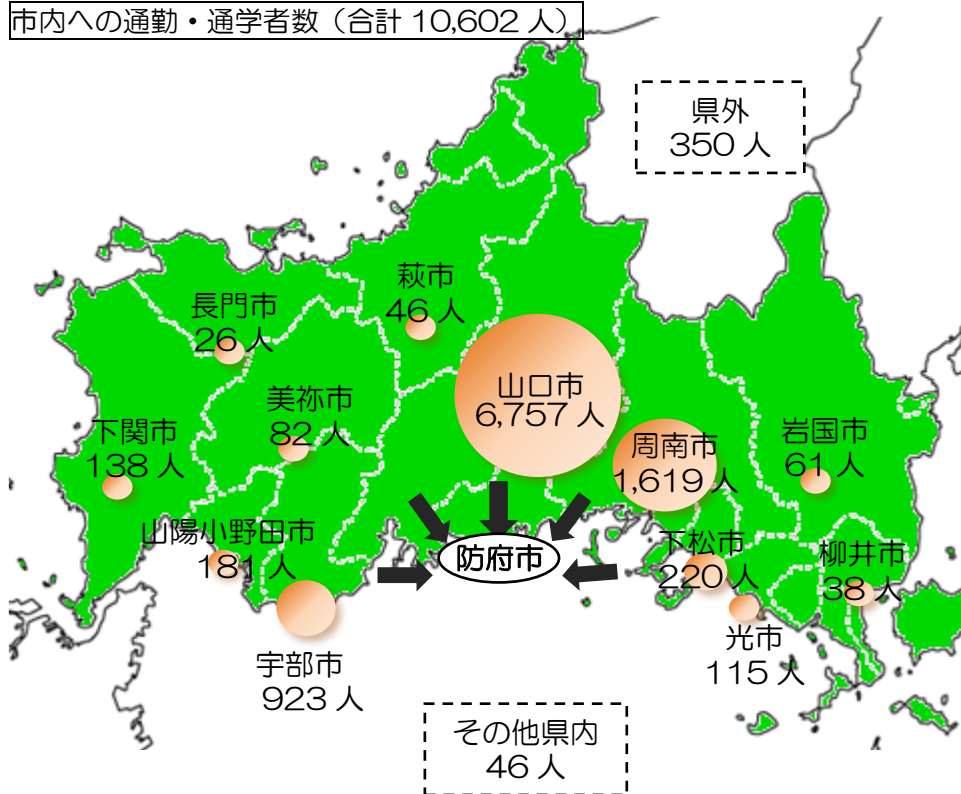 市内への通勤・通学者数（合計 10,602 人）
県外
350 人
萩市
46 人
長門市
26 人
山口市
6,757 人
美祢市
82 人
下関市
138 人
周南市
1,619 人
岩国市
61 人
山陽小野田市
181 人
防府市
下松市
220 人
柳井市
38 人
光市
115 人
宇部市
923 人
その他県内
46 人